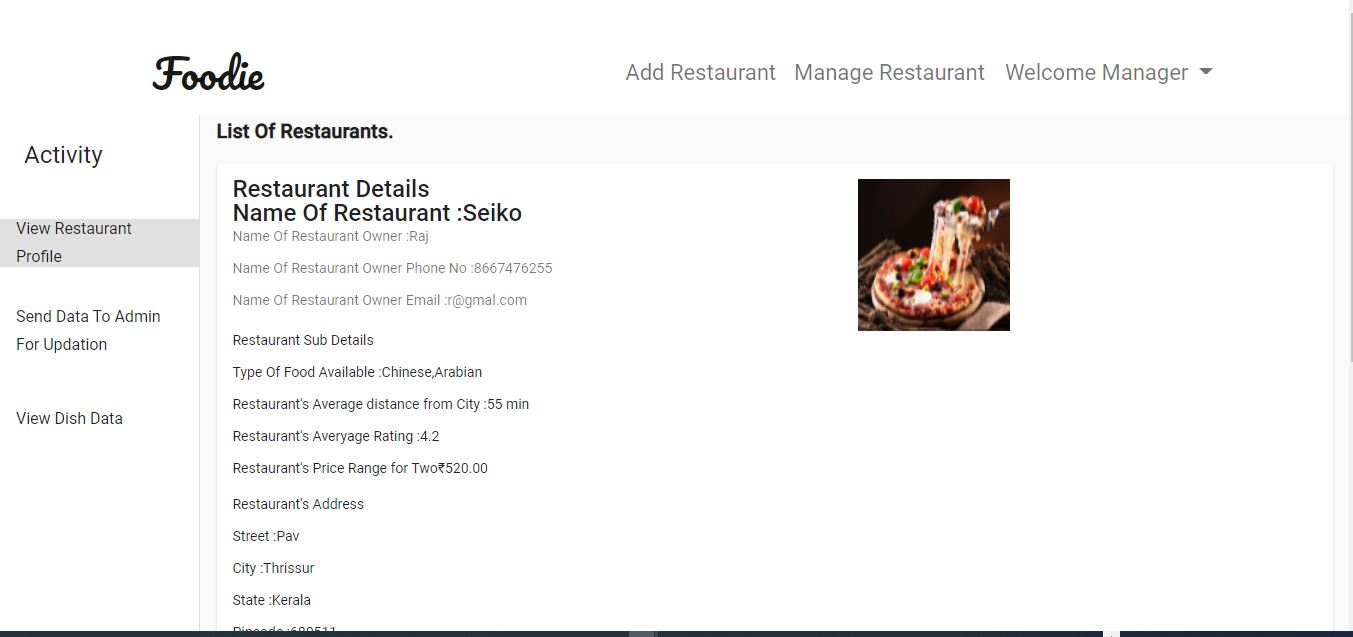 Foodie
Add Restaurant
Manage Restaurant
Welcome Manager
Activity
View Restaurant
Profile
Send Data To Admin
For Updation
View Dish Data
List Of Restaurants.
Restaurant Details
Name Of Restaurant :Seiko
Name Of Restaurant Owner :Raj
Name Of Restaurant Owner Phone No :8667476255
Name Of Restaurant Owner Email :r@gmal.com
Restaurant Sub Details
Type Of Food Available :Chinese,Arabian
Restaurant's Average distance from City :55 min
Restaurant's Averyage Rating :4.2
Restaurant's Price Range for Two₹520.00
Restaurant's Address
Street :Pav
City :Thrissur
State :Kerala